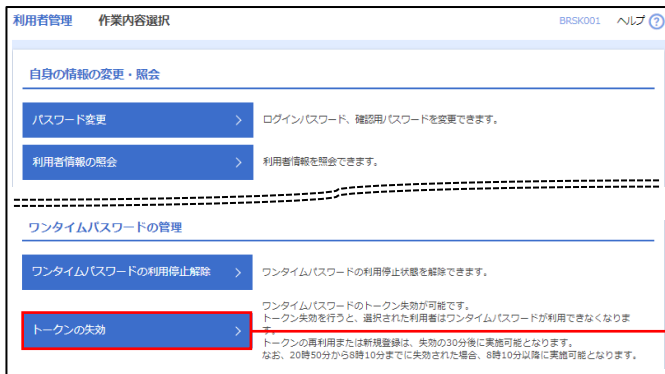 利用者管理 作業内容選択 BRSK001 ヘルプ ?
自身の情報の変更・照会
パスワード変更 ログインパスワード、確認用パスワードを変更できます。
利用者情報の照会 利用者情報を照会できます。
ワンタイムパスワードの管理
ワンタイムパスワードの利用停止解除 ワンタイムパスワードの利用停止状態を解除できます。
ワンタイムパスワードのトークン失効が可能です。
トークン失効を行うと、選択された利用者はワンタイムパスワードが利用できなくなりま
トークンの失効 す。
トークンの再利用または新規登録は、失効の30分後に実施可能となります。
なお、20時50分から8時10分までに失効された場合、8時10分以降に実施可能となります。